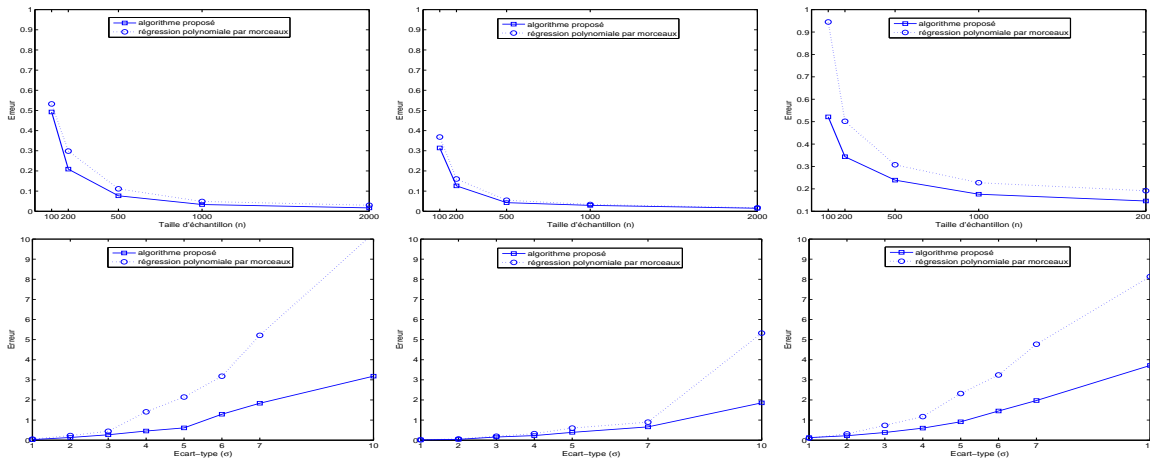 1
0.9
0.8
0.7
0.6
0.5
0.4
0.3
0.2
0.1
0
100 200 500 1000 2000
Erreur
Taille d'échantillon (n)
algorithme proposé
régression polynomiale par morceaux
1
0.9
0.8
0.7
0.6
0.5
0.4
0.3
0.2
0.1
0
100 200 500 1000 2000
Erreur
Taille d'échantillon (n)
algorithme proposé
régression polynomiale par morceaux
1
0.9
0.8
0.7
0.6
0.5
0.4
0.3
0.2
0.1
100 200 500 1000 200
Erreur
Taille d'échantillon (n)
algorithme proposé
régression polynomiale par morceaux
10
9
8
7
6
5
4
3
2
1
0
1 2 3 4 5 6 7 10
Erreur
Ecart−type (σ)
algorithme proposé
régression polynomiale par morceaux
10
9
8
7
6
5
4
3
2
1
0
1 2 3 4 5 6 7 10
Erreur
Ecart−type (σ)
algorithme proposé
régression polynomiale par morceaux
10
9
8
7
6
5
4
3
2
1
0
1 2 3 4 5 6 7 1
Erreur
Ecart−type (σ)
algorithme proposé
régression polynomiale par morceaux